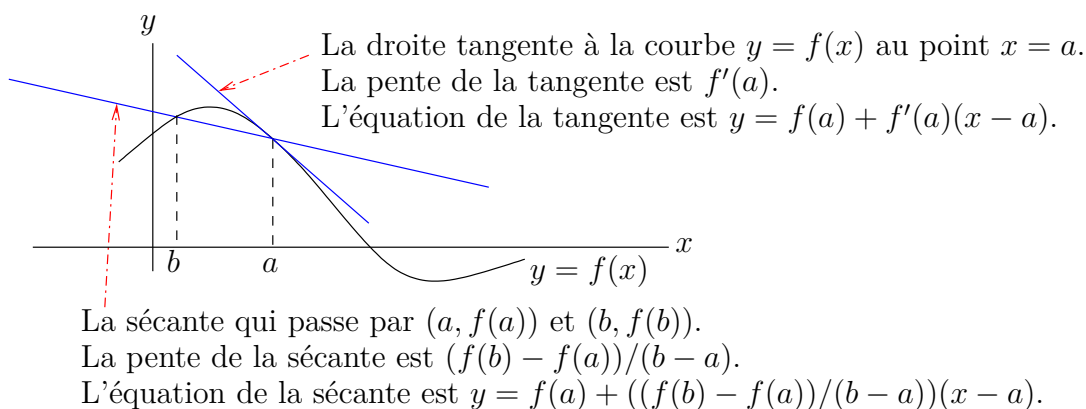 y
La droite tangente à la courbe y = f(x) au point x = a.
La pente de la tangente est f′(a).
L'équation de la tangente est y = f(a) + f′(a)(x − a).
x
b
a
y = f(x)
La sécante qui passe par (a, f(a)) et (b, f(b)).
La pente de la sécante est (f(b) − f(a))/(b − a).
L'équation de la sécante est y = f(a) + ((f(b) − f(a))/(b − a))(x − a).